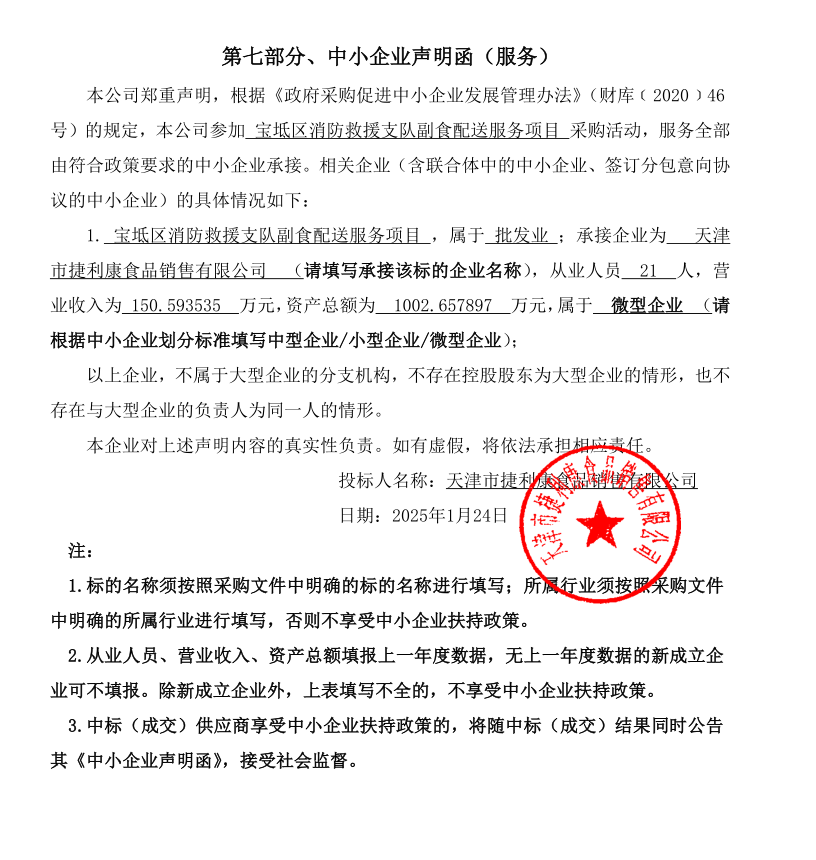 第七部分、中小企业声明函（服务）
本公司郑重声明，根据《政府采购促进中小企业发展管理办法》（财库﹝2020﹞46
号）的规定，本公司参加 宝坻区消防救援支队副食配送服务项目 采购活动，服务全部
由符合政策要求的中小企业承接。相关企业（含联合体中的中小企业、签订分包意向协
议的中小企业）的具体情况如下：
1. 宝坻区消防救援支队副食配送服务项目 ，属于 批发业 ；承接企业为 天津
市捷利康食品销售有限公司 （请填写承接该标的企业名称），从业人员 21 人，营
业收入为 150.593535 万元，资产总额为 1002.657897 万元，属于 微型企业 （请
根据中小企业划分标准填写中型企业/小型企业/微型企业）；
以上企业，不属于大型企业的分支机构，不存在控股股东为大型企业的情形，也不
存在与大型企业的负责人为同一人的情形。
本企业对上述声明内容的真实性负责。如有虚假，将依法承担相应责任。
投标人名称：天津市捷利康食品销售有限公司
日期：2025年1月24日
天津市捷利康食品销售有限公司
注：
1.标的名称须按照采购文件中明确的标的名称进行填写；所属行业须按照采购文件
中明确的所属行业进行填写，否则不享受中小企业扶持政策。
2.从业人员、营业收入、资产总额填报上一年度数据，无上一年度数据的新成立企
业可不填报。除新成立企业外，上表填写不全的，不享受中小企业扶持政策。
3.中标（成交）供应商享受中小企业扶持政策的，将随中标（成交）结果同时公告
其《中小企业声明函》，接受社会监督。